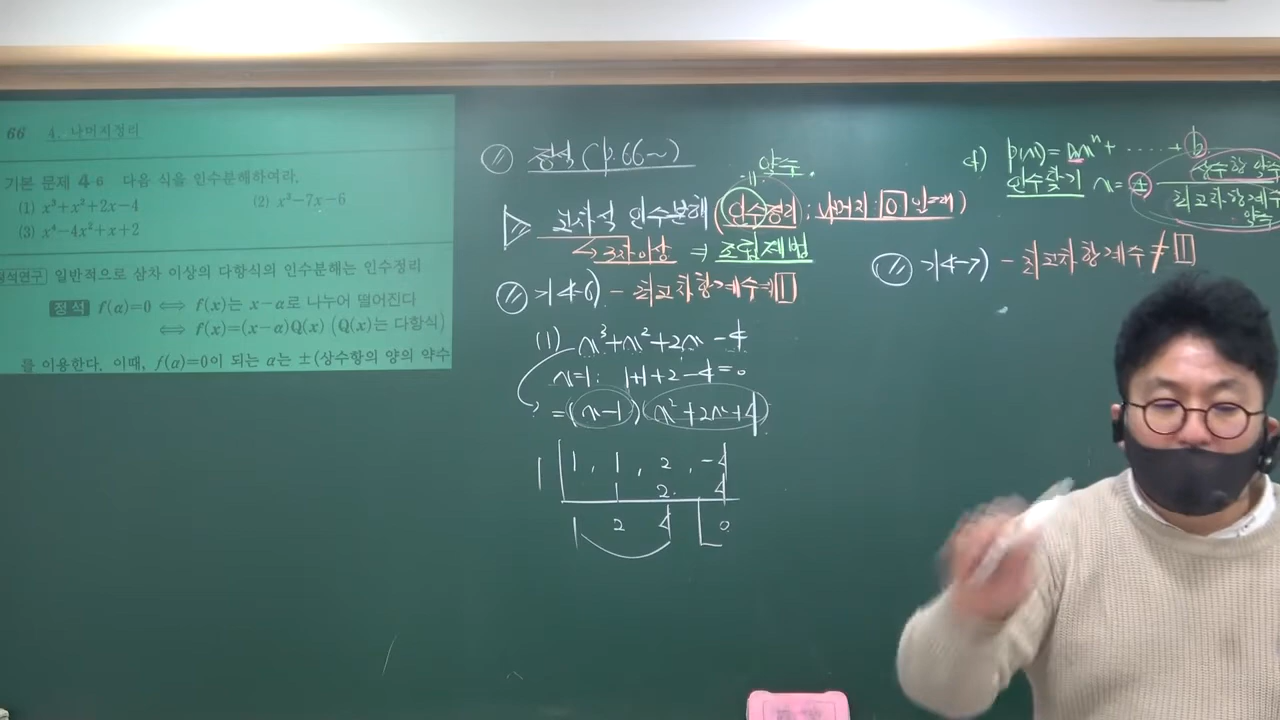 66 4. 나머지정리
기본 문제 4-6 다음 식을 인수분해하여라.
(1) x³+x²+2x-4 (2) x³-7x-6
(3) x⁴-4x²+x+2
정석연구 일반적으로 삼차 이상의 다항식의 인수분해는 인수정리
정석 f(α)=0 ⟺ f(x)는 x-α로 나누어 떨어진다
⟺ f(x)=(x-α)Q(x) (Q(x)는 다항식)
를 이용한다. 이때, f(α)=0이 되는 α는 ±(상수항의 양의 약수
정석 (p.66~)
약수
고차식 인수분해 (인수정리 : 나머지 : 0 인 )
↳ 3차 이상 ⇒ 조립제법
기 4-6) - 최고차항 계수 = 1
(1) x³+x²+2x-4
x=1: 1+1+2-4=0
=(x-1)(x²+2x+4)
1 | 1, 1, 2, -4
1 2 4
1 2 4 | 0
p(x)= axⁿ+ ...... + b
인수찾기 x= ± 상수항 약수
최고차항계수
약수
기 4-7) - 최고차항 계수 ≠ 1